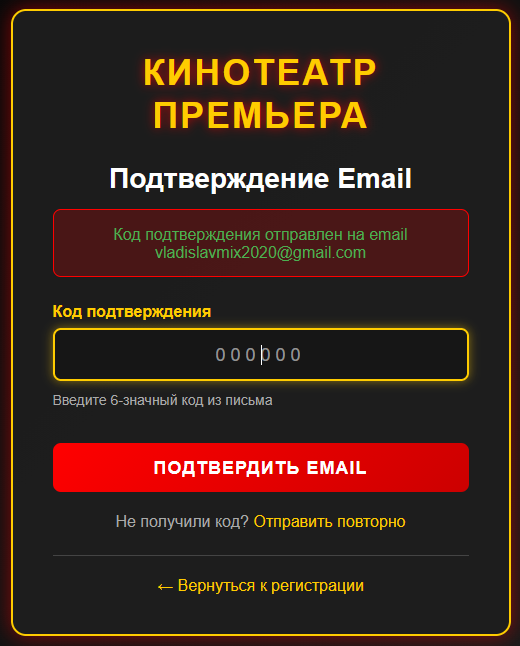 КИНОТЕАТР
ПРЕМЬЕРА
Подтверждение Email
Код подтверждения отправлен на email
vladislavmix2020@gmail.com
Код подтверждения
000000
Введите 6-значный код из письма
ПОДТВЕРДИТЬ EMAIL
Не получили код? Отправить повторно
← Вернуться к регистрации